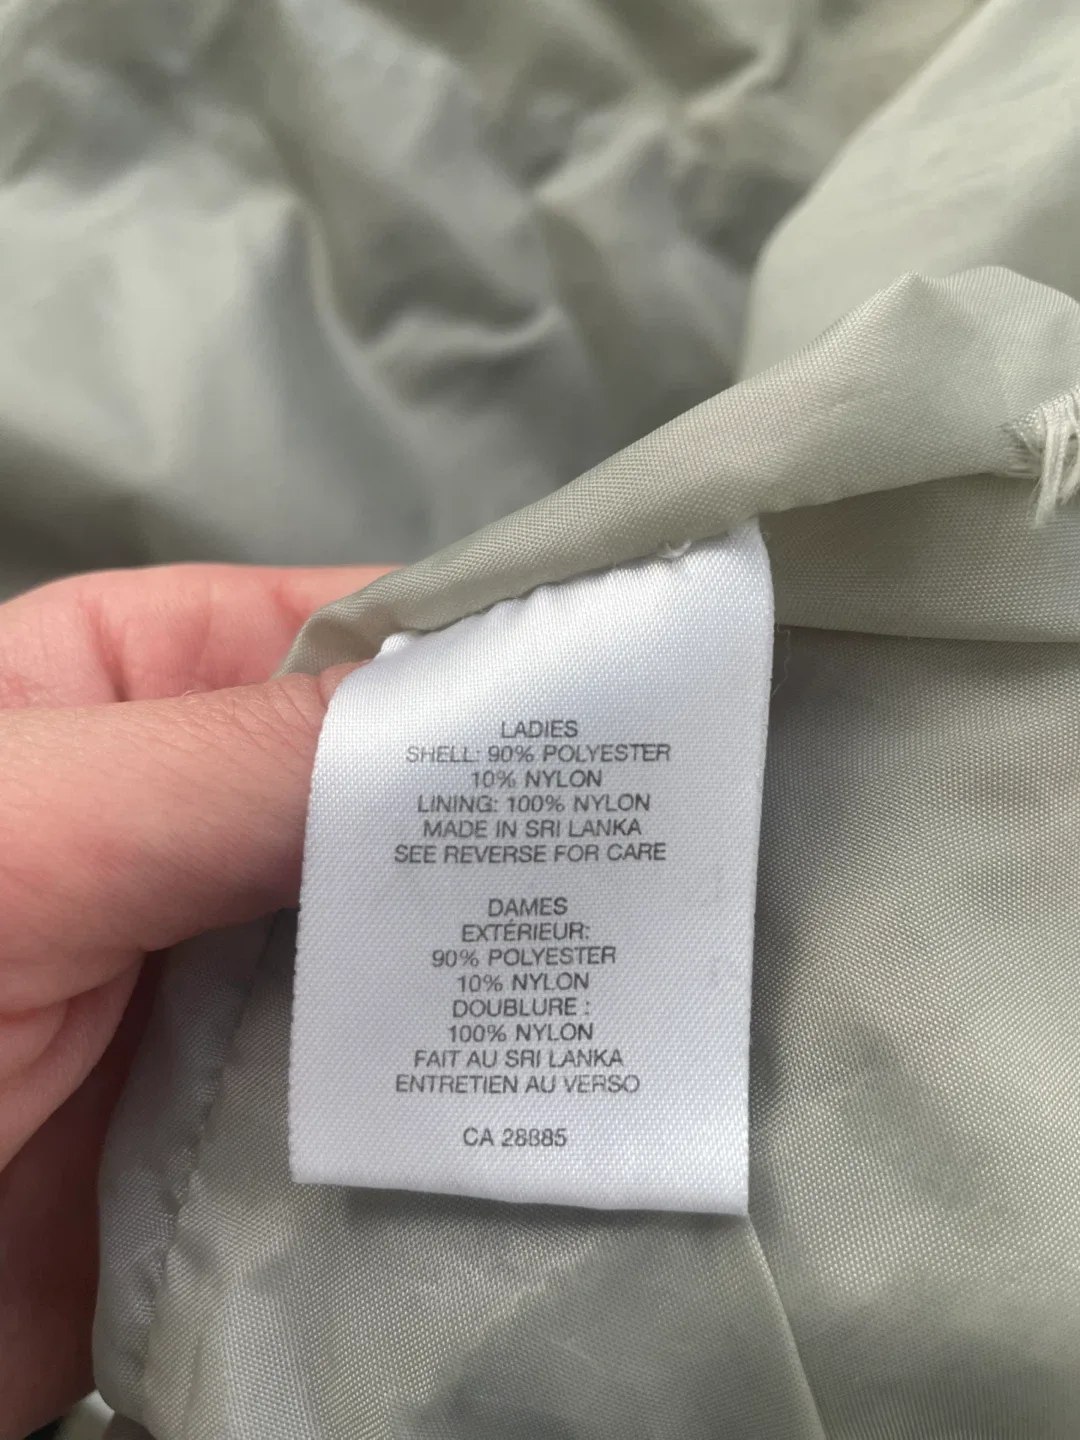 LADIES
SHELL: 90% POLYESTER
10% NYLON
LINING: 100% NYLON
MADE IN SRI LANKA
SEE REVERSE FOR CARE
DAMES
EXTÉRIEUR:
90% POLYESTER
10% NYLON
DOUBLURE :
100% NYLON
FAIT AU SRI LANKA
ENTRETIEN AU VERSO
CA 28885